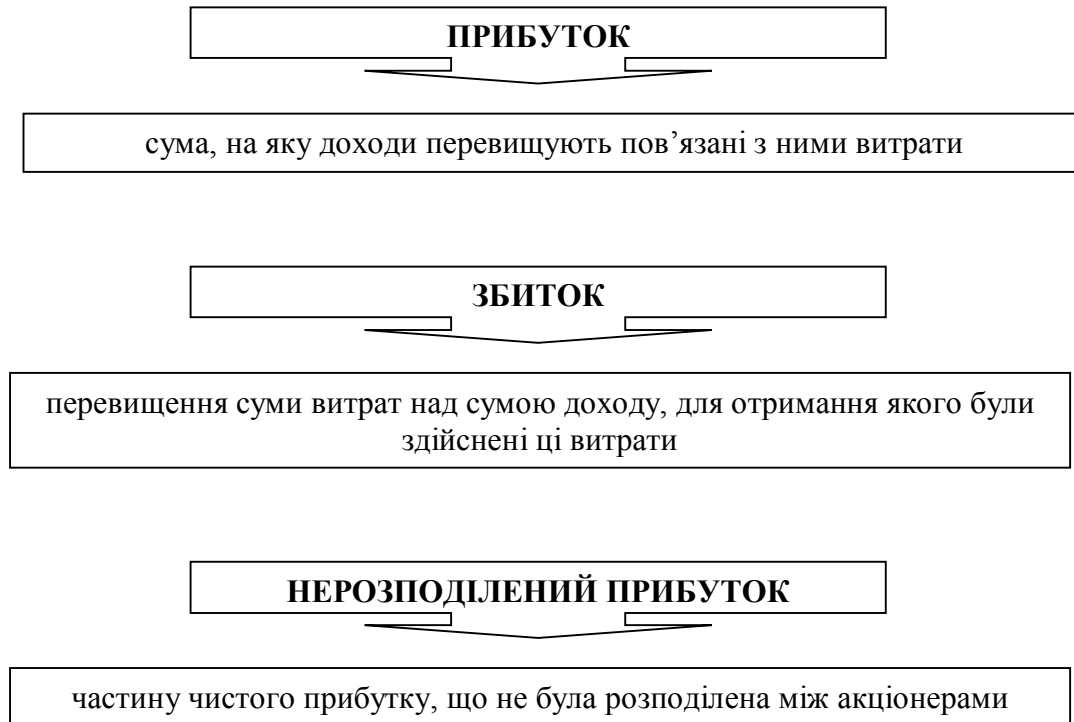 ПРИБУТОК
сума, на яку доходи перевищують пов’язані з ними витрати
ЗБИТОК
перевищення суми витрат над сумою доходу, для отримання якого були
здійснені ці витрати
НЕРОЗПОДІЛЕНИЙ ПРИБУТОК
частину чистого прибутку, що не була розподілена між акціонерами